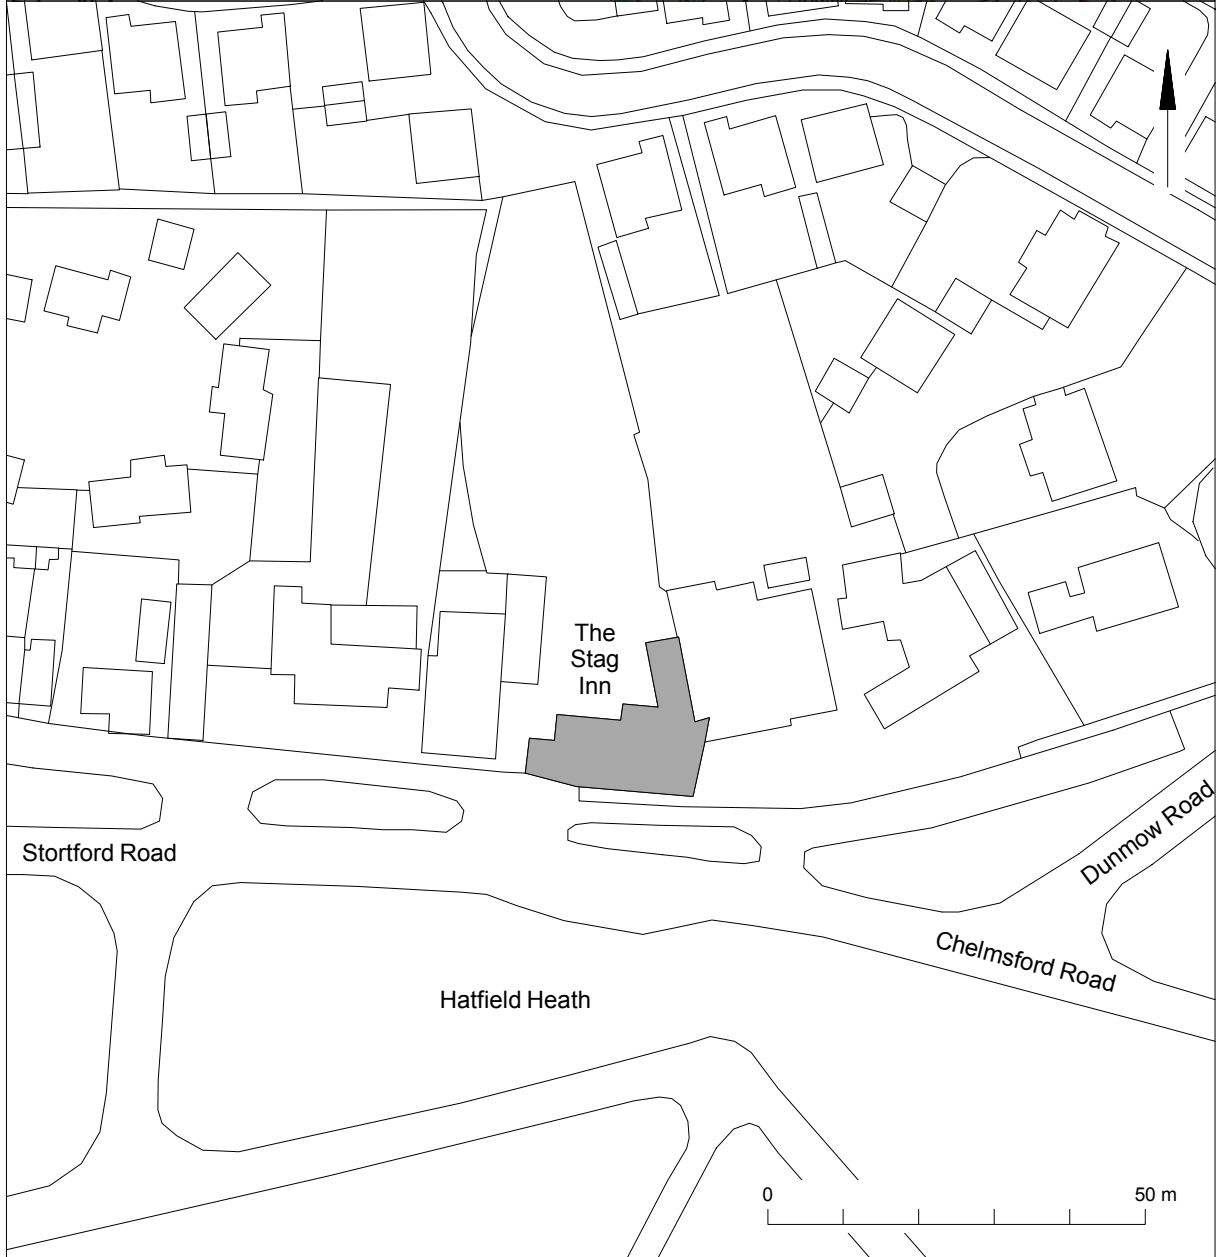 The
Stag
Inn
Stortford Road
Dunmow Road
Chelmsford Road
Hatfield Heath
0 50 m